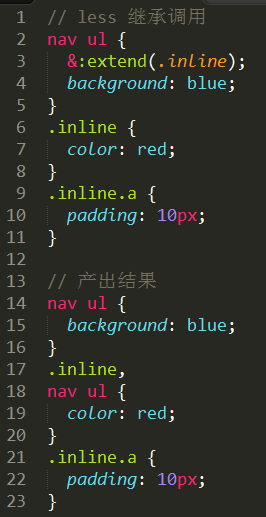 1 // less 继承调用
2 nav ul {
3   &:extend(.inline);
4   background: blue;
5 }
6 .inline {
7   color: red;
8 }
9 .inline.a {
10   padding: 10px;
11 }
12
13 // 产出结果
14 nav ul {
15   background: blue;
16 }
17 .inline,
18 nav ul {
19   color: red;
20 }
21 .inline.a {
22   padding: 10px;
23 }